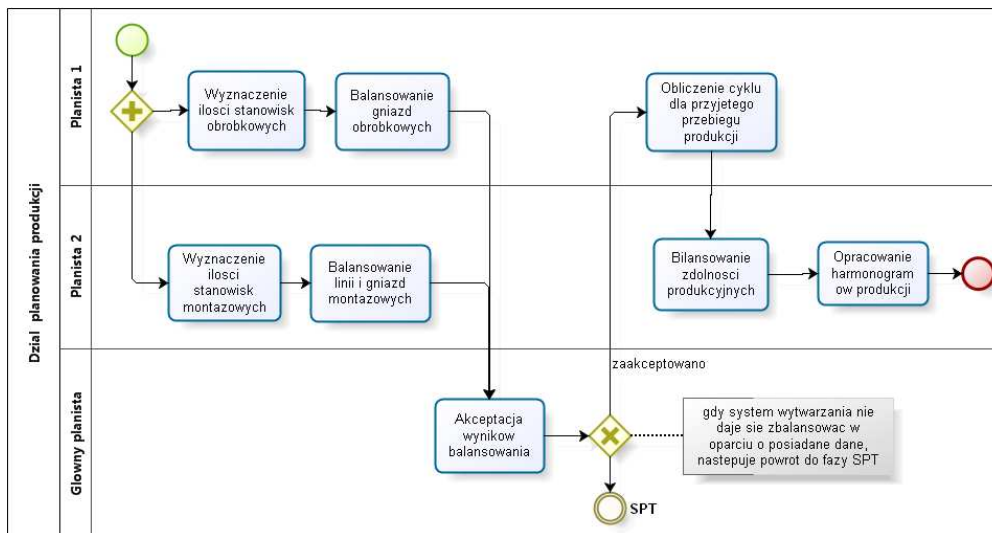 Dzial planowania produkcji
Planista 1
Wyznaczenie
ilosci stanowisk
obrobkowych
Balansowanie
gniazd
obrobkowych
Obliczenie cyklu
dla przyjetego
przebiegu
produkcji
Planista 2
Wyznaczenie
ilosci
stanowisk
montazowych
Balansowanie
linii i gniazd
montazowych
Bilansowanie
zdolnosci
produkcyjnych
Opracowanie
harmonogram
ow produkcji
Glowny planista
Akceptacja
wynikow
balansowania
zaakceptowano
gdy system wytwarzania nie
daje sie zbalansowac w
oparciu o posiadane dane,
nastepuje powrot do fazy SPT
SPT